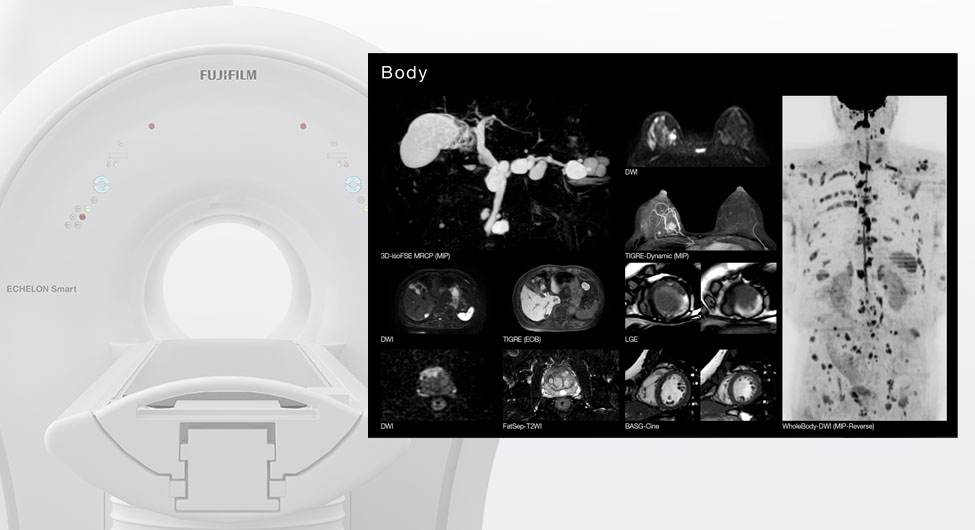 FUJIFILM
ECHELON Smart
Body
3D-isoFSE MRCP (MIP)
DWI
TIGRE-Dynamic (MIP)
DWI
TIGRE (EOB)
LGE
DWI
FatSep-T2WI
BASG-Cine
WholeBody-DWI (MIP-Reverse)